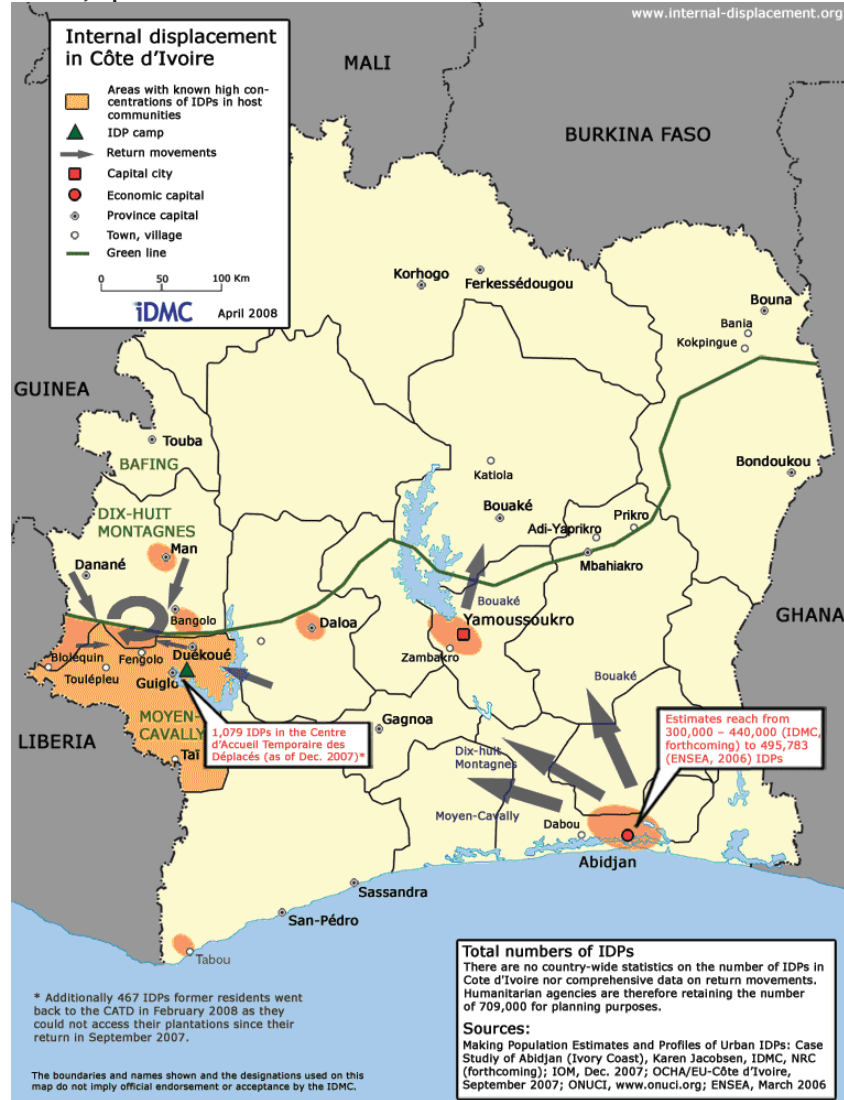 www.internal-displacement.org
Internal displacement
in Côte d'Ivoire
Areas with known high con-
centrations of IDPs in host
communities
IDP camp
Return movements
Capital city
Economic capital
Province capital
Town, village
Green line
0 50 100 Km
iDMC April 2008
MALI
BURKINA FASO
GUINEA
LIBERIA
GHANA
Korhogo
Ferkessédougou
Bouna
Bania
Kokpingue
Touba
BAFING
Katiola
Bondoukou
DIX-HUIT
MONTAGNES
Bouaké
Prikro
Adi-Yaprikro
Man
Mbahiakro
Danané
Bouaké
Bangolo
Yamoussoukro
Daloa
Duékoué
Zambakro
Blolequin
Fengolo
Toulépleu
Guiglo
Bouaké
MOYEN-
CAVALLY
Gagnoa
1,079 IDPs in the Centre
d'Accueil Temporaire des
Déplacés (as of Dec. 2007)*
Estimates reach from
300,000 – 440,000 (IDMC,
forthcoming) to 495,783
(ENSEA, 2006) IDPs
Taï
Dix-huit
Montagnes
Moyen-Cavally
Dabou
Abidjan
Sassandra
San-Pédro
Tabou
* Additionally 467 IDPs former residents went
back to the CATD in February 2008 as they
could not access their plantations since their
return in September 2007.
The boundaries and names shown and the designations used on this
map do not imply official endorsement or acceptance by the IDMC.
Total numbers of IDPs
There are no country-wide statistics on the number of IDPs in
Cote d'Ivoire nor comprehensive data on return movements.
Humanitarian agencies are therefore retaining the number
of 709,000 for planning purposes.
Sources:
Making Population Estimates and Profiles of Urban IDPs: Case
Studiy of Abidjan (Ivory Coast), Karen Jacobsen, IDMC, NRC
(forthcoming); IOM, Dec. 2007; OCHA/EU-Côte d'Ivoire,
September 2007; ONUCI, www.onuci.org; ENSEA, March 2006